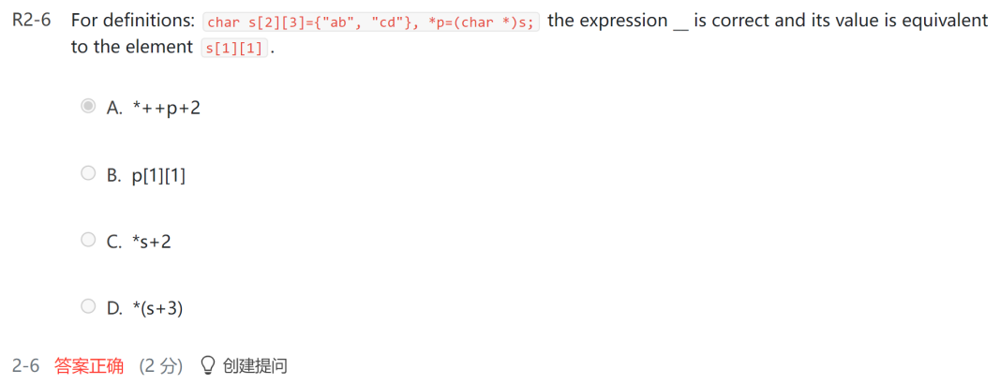 R2-6 For definitions: char s[2][3]={"ab", "cd"}, *p=(char *)s; the expression __ is correct and its value is equivalent
to the element s[1][1] .
A. *++p+2
B. p[1][1]
C. *s+2
D. *(s+3)
2-6 答案正确 (2 分) 创建提问